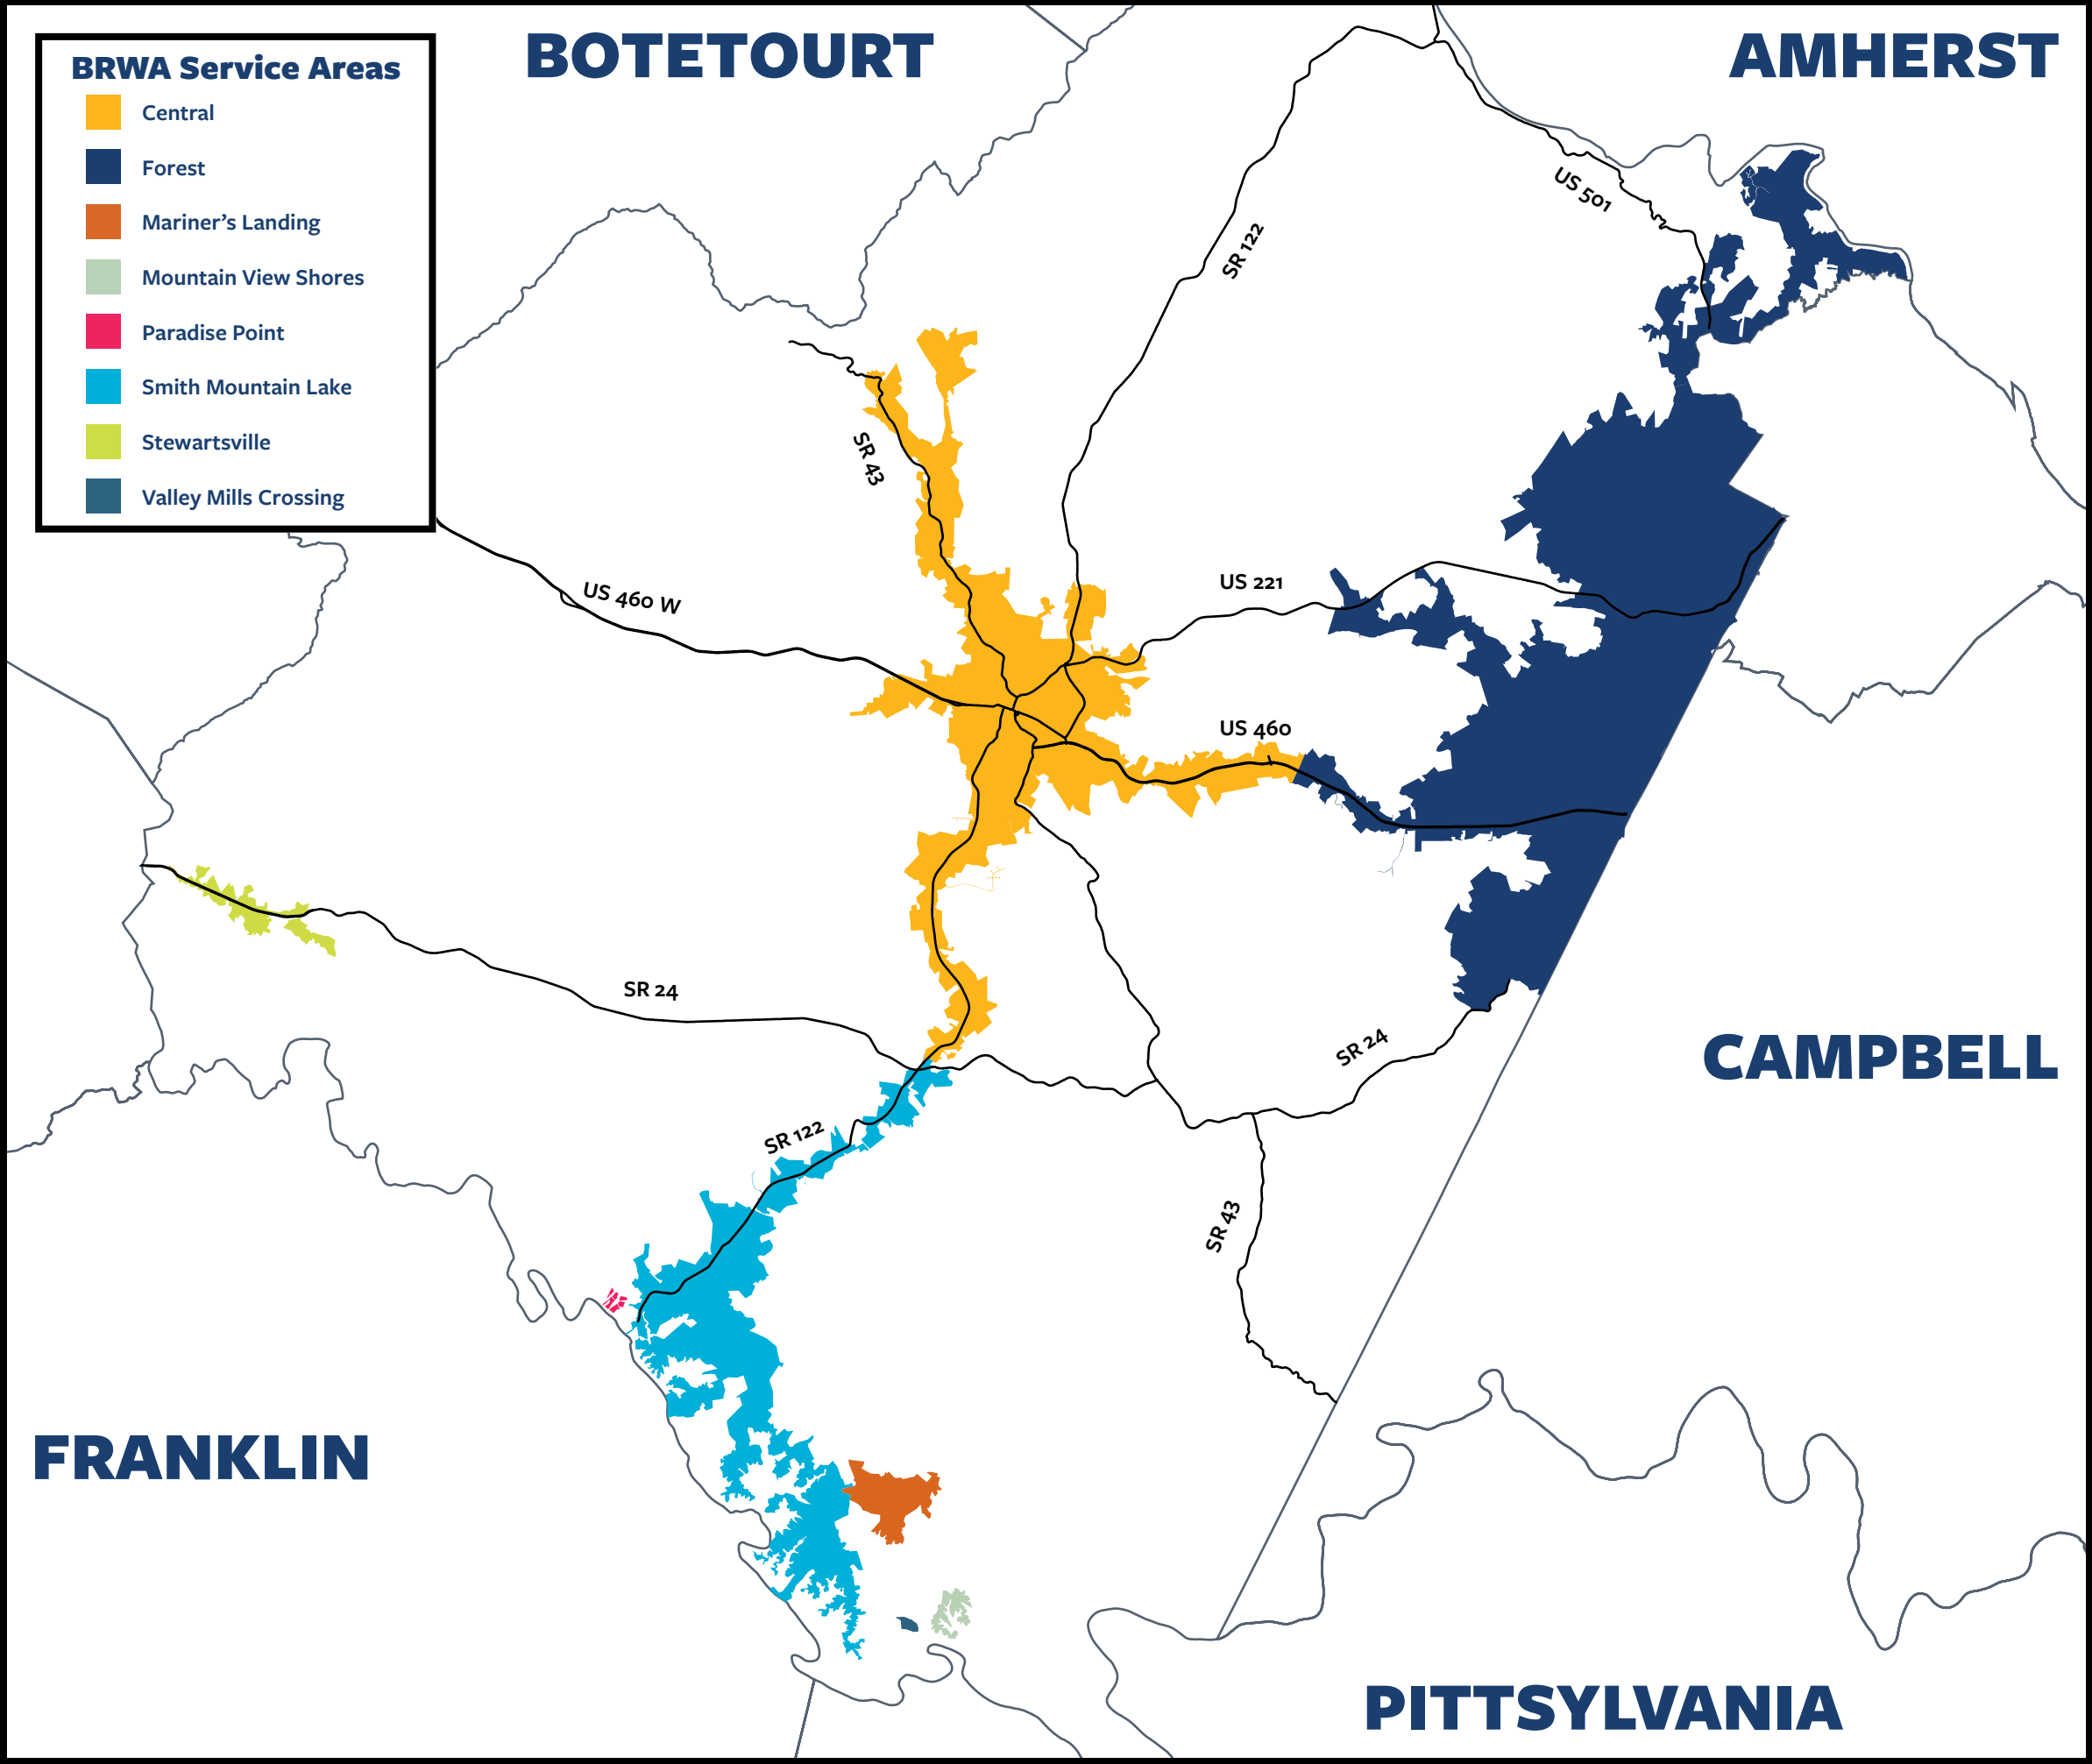 BOTETOURT
AMHERST
BRWA Service Areas
Central
Forest
Mariner’s Landing
Mountain View Shores
Paradise Point
Smith Mountain Lake
Stewartsville
Valley Mills Crossing
US 501
SR 122
SR 43
US 460 W
US 221
US 460
SR 24
SR 24
CAMPBELL
SR 122
SR 43
FRANKLIN
PITTSYLVANIA